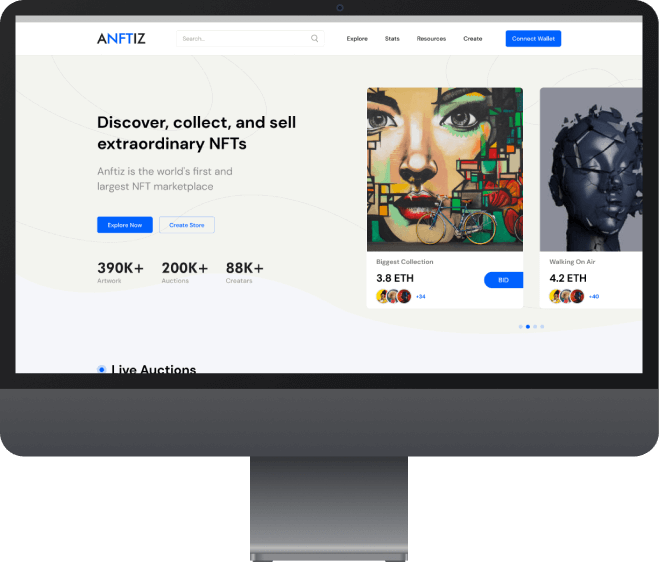 ANFTIZ
Search...
Explore
Stats
Resources
Create
Connect Wallet
Discover, collect, and sell
extraordinary NFTs
Anftiz is the world's first and
largest NFT marketplace
Explore Now
Create Store
390K+
Artwork
200K+
Auctions
88K+
Creatars
Biggest Collection
3.8 ETH
BID
+34
Walking On Air
4.2 ETH
+40
Live Auctions